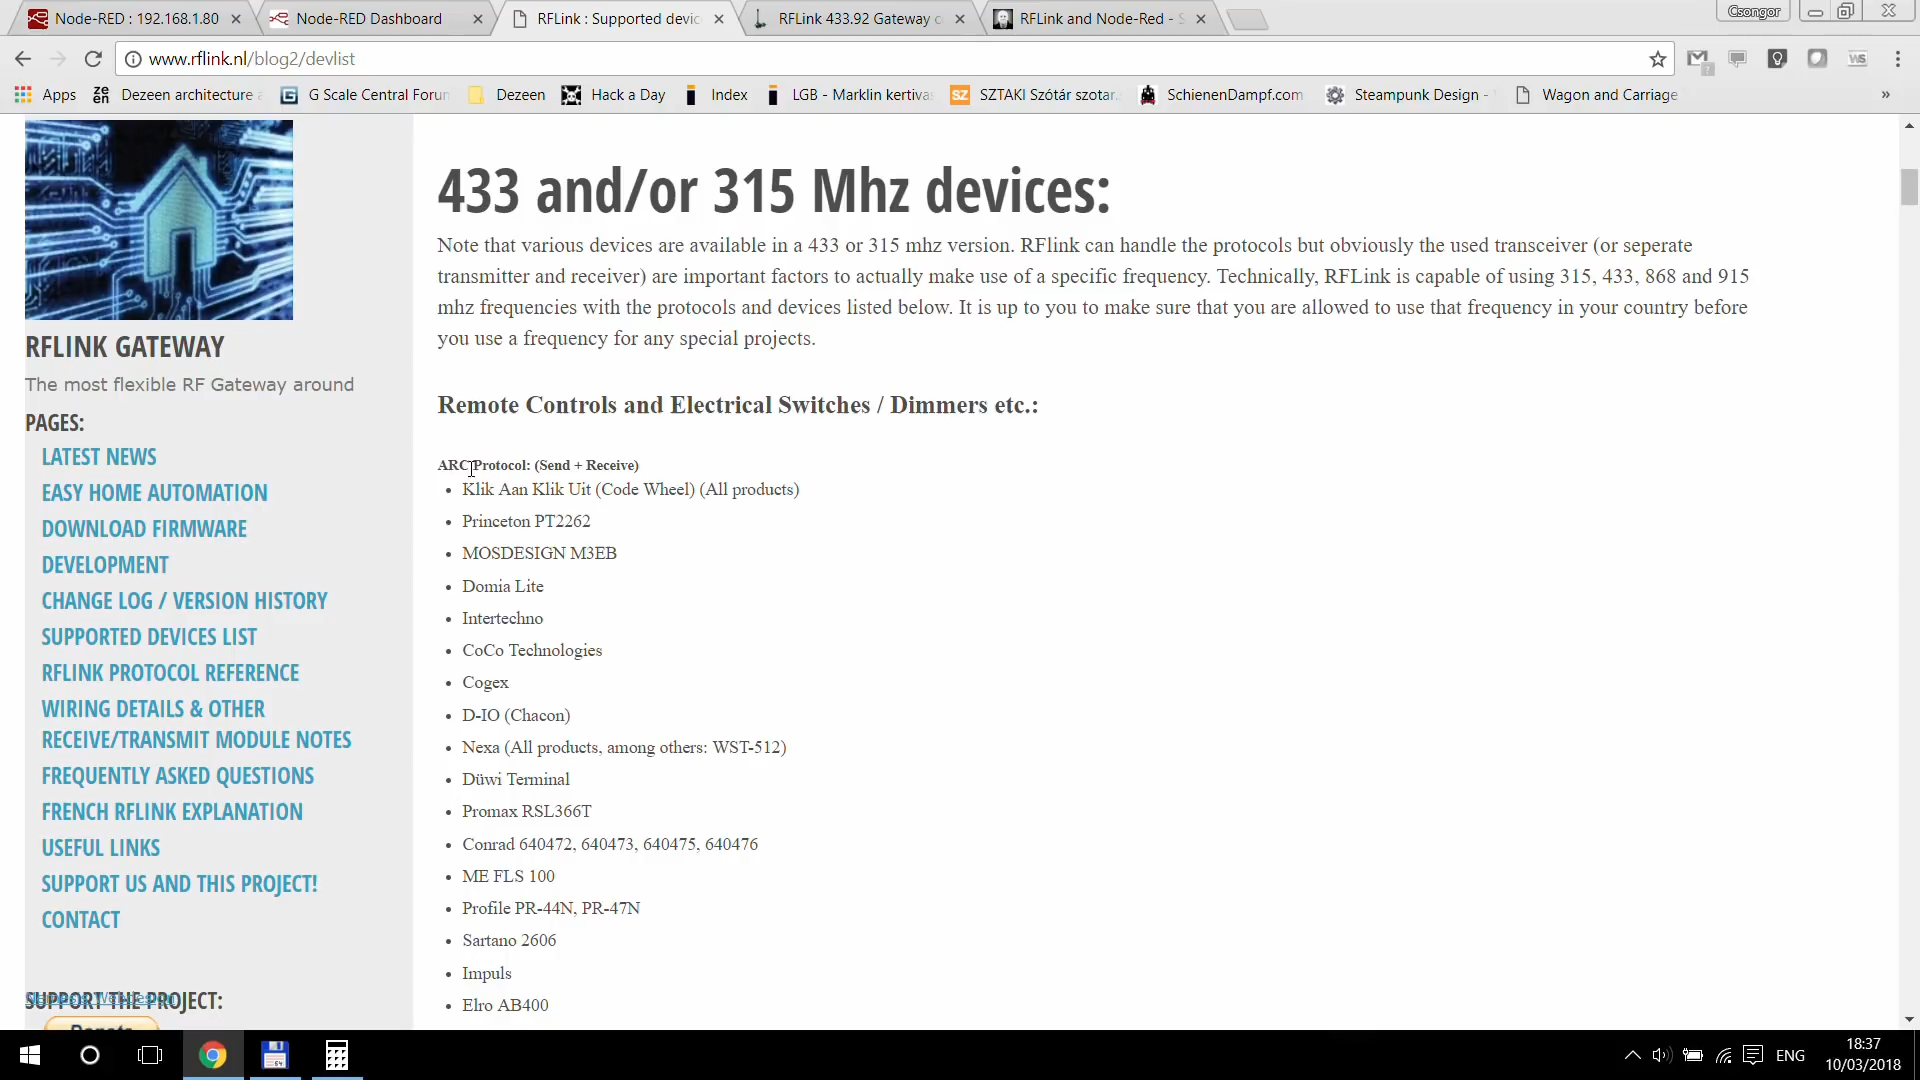 Node-RED : 192.168.1.80
Node-RED Dashboard
RFLink : Supported devic
RFLink 433.92 Gateway c
RFLink and Node-Red - S
Csongor
www.rflink.nl/blog2/devlist
Apps
Dezeen architecture
G Scale Central Forum
Dezeen
Hack a Day
Index
LGB - Marklin kertivas
SZTAKI Szótár szotar.
SchienenDampf.com
Steampunk Design -
Wagon and Carriage
»
433 and/or 315 Mhz devices:
Note that various devices are available in a 433 or 315 mhz version. RFlink can handle the protocols but obviously the used transceiver (or seperate
transmitter and receiver) are important factors to actually make use of a specific frequency. Technically, RFLink is capable of using 315, 433, 868 and 915
mhz frequencies with the protocols and devices listed below. It is up to you to make sure that you are allowed to use that frequency in your country before
you use a frequency for any special projects.
Remote Controls and Electrical Switches / Dimmers etc.:
ARC Protocol: (Send + Receive)
Klik Aan Klik Uit (Code Wheel) (All products)
Princeton PT2262
MOSDESIGN M3EB
Domia Lite
Intertechno
CoCo Technologies
Cogex
D-IO (Chacon)
Nexa (All products, among others: WST-512)
Düwi Terminal
Promax RSL366T
Conrad 640472, 640473, 640475, 640476
ME FLS 100
Profile PR-44N, PR-47N
Sartano 2606
Impuls
Elro AB400
RFLINK GATEWAY
The most flexible RF Gateway around
PAGES:
LATEST NEWS
EASY HOME AUTOMATION
DOWNLOAD FIRMWARE
DEVELOPMENT
CHANGE LOG / VERSION HISTORY
SUPPORTED DEVICES LIST
RFLINK PROTOCOL REFERENCE
WIRING DETAILS & OTHER
RECEIVE/TRANSMIT MODULE NOTES
FREQUENTLY ASKED QUESTIONS
FRENCH RFLINK EXPLANATION
USEFUL LINKS
SUPPORT US AND THIS PROJECT!
CONTACT
SUPPORT THE PROJECT:
ENG
18:37
10/03/2018